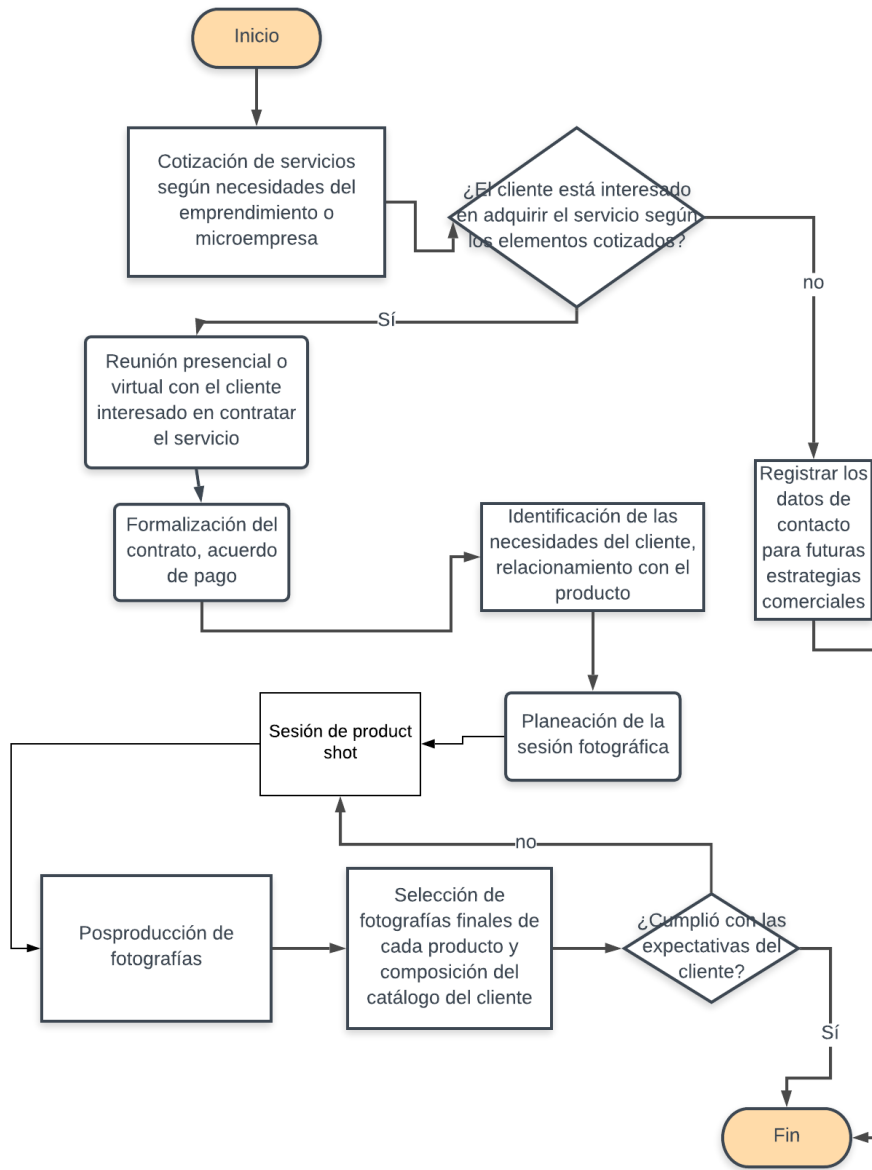 Inicio
Cotización de servicios
según necesidades del
emprendimiento o
microempresa
¿El cliente está interesado
en adquirir el servicio según
los elementos cotizados?
no
Sí
Reunión presencial o
virtual con el cliente
interesado en contratar
el servicio
Formalización del
contrato, acuerdo
de pago
Identificación de las
necesidades del cliente,
relacionamiento con el
producto
Registrar los
datos de
contacto
para futuras
estrategias
comerciales
Planeación de la
sesión fotográfica
Sesión de product
shot
no
Posproducción de
fotografías
Selección de
fotografías finales de
cada producto y
composición del
catálogo del cliente
¿Cumplió con las
expectativas del
cliente?
Sí
Fin